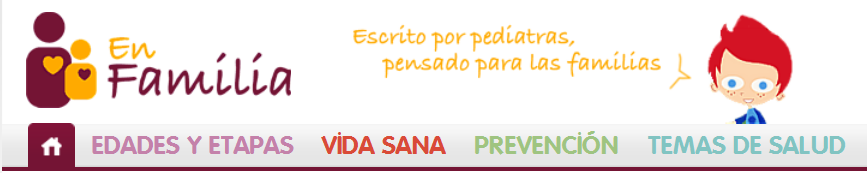 En
Familia
Escrito por pediatras,
pensado para las familias
EDADES Y ETAPAS
VIDA SANA
PREVENCIÓN
TEMAS DE SALUD